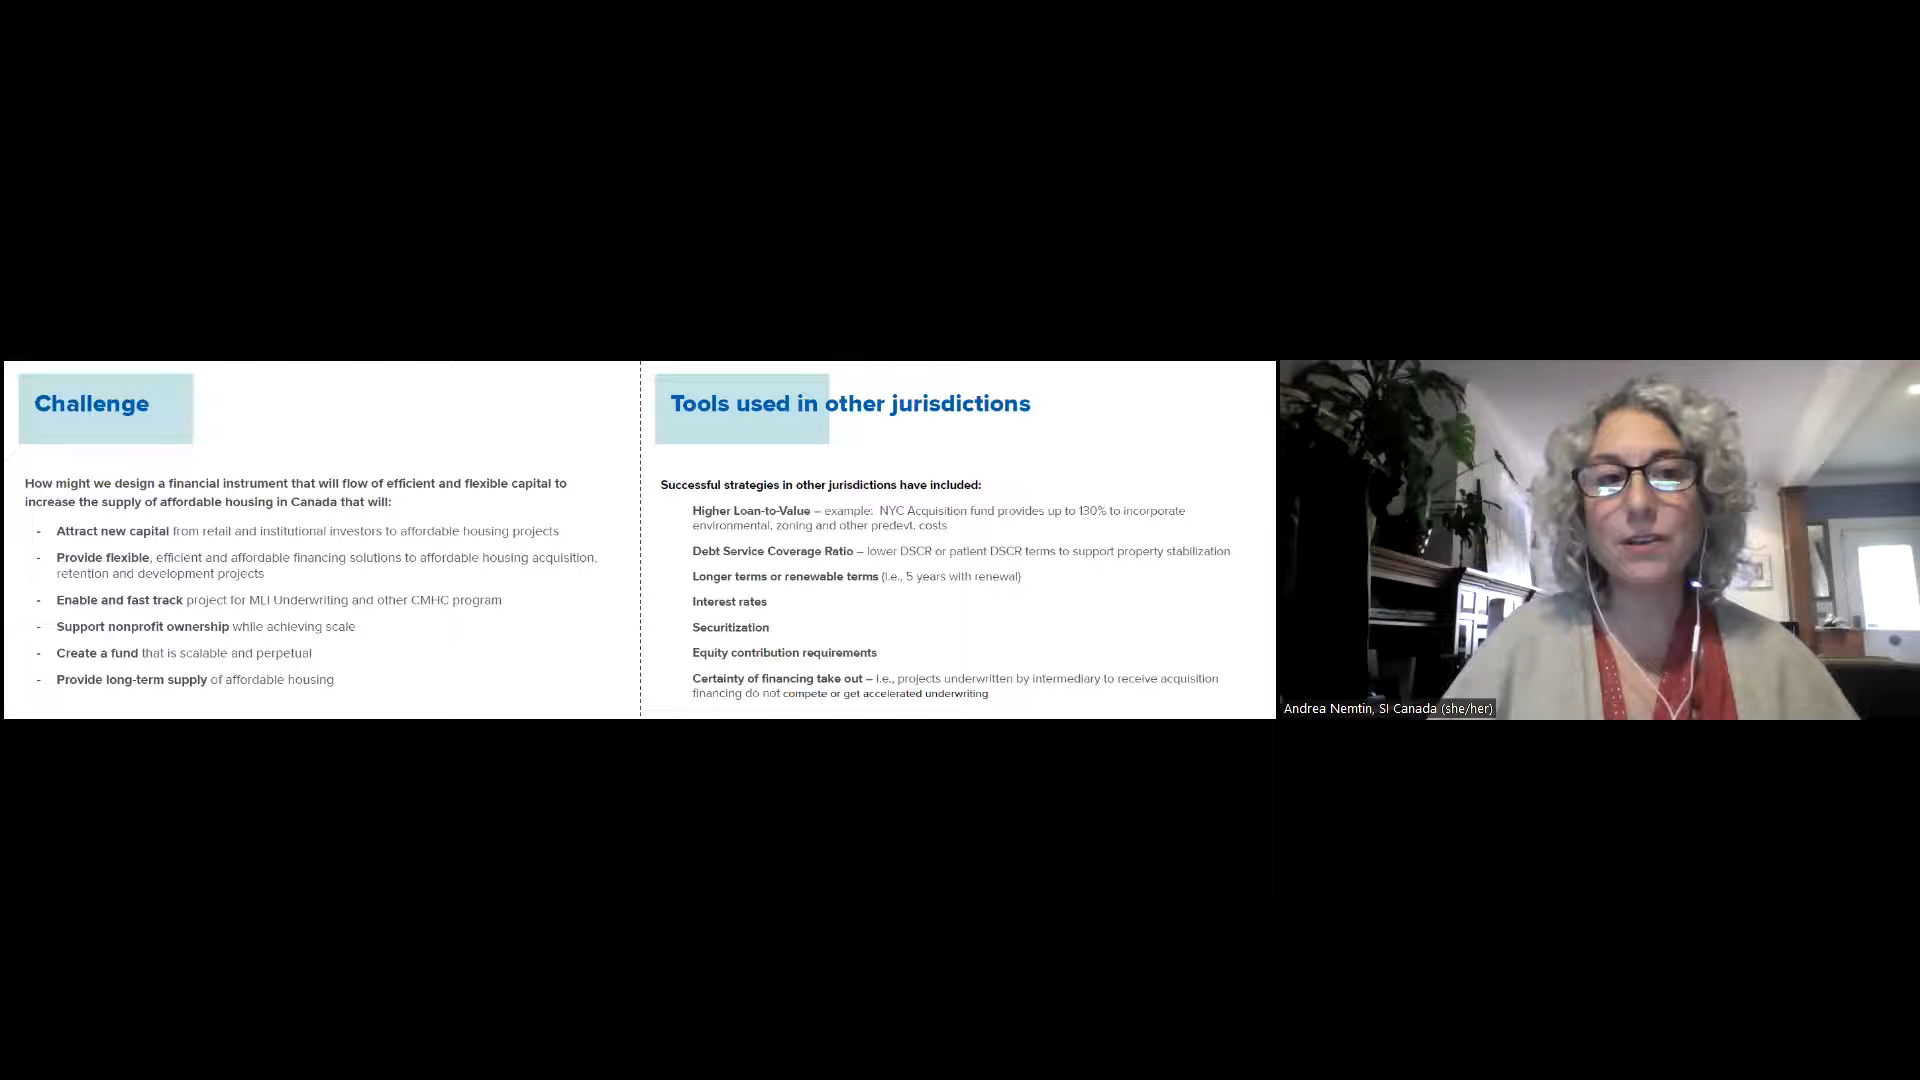 Challenge
How might we design a financial instrument that will flow of efficient and flexible capital to
increase the supply of affordable housing in Canada that will:
- Attract new capital from retail and institutional investors to affordable housing projects
- Provide flexible, efficient and affordable financing solutions to affordable housing acquisition,
retention and development projects
- Enable and fast track project for MLI Underwriting and other CMHC program
- Support nonprofit ownership while achieving scale
- Create a fund that is scalable and perpetual
- Provide long-term supply of affordable housing
Tools used in other jurisdictions
Successful strategies in other jurisdictions have included:
Higher Loan-to-Value – example: NYC Acquisition fund provides up to 130% to incorporate
environmental, zoning and other predevt. costs
Debt Service Coverage Ratio – lower DSCR or patient DSCR terms to support property stabilization
Longer terms or renewable terms (i.e., 5 years with renewal)
Interest rates
Securitization
Equity contribution requirements
Certainty of financing take out – i.e., projects underwritten by intermediary to receive acquisition
financing do not compete or get accelerated underwriting
Andrea Nemtin, SI Canada (she/her)